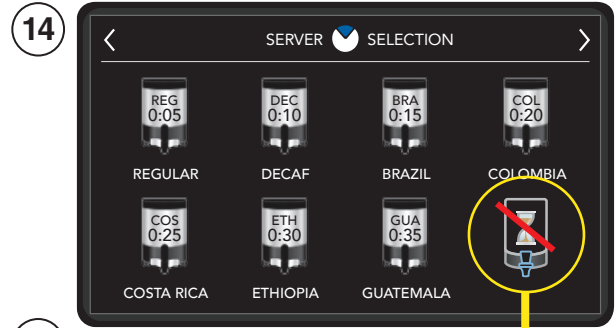 14
SERVER SELECTION
REG DEC BRA COL
0:05 0:10 0:15 0:20
REGULAR DECAF BRAZIL COLOMBIA
COS ETH GUA
0:25 0:30 0:35
COSTA RICA ETHIOPIA GUATEMALA